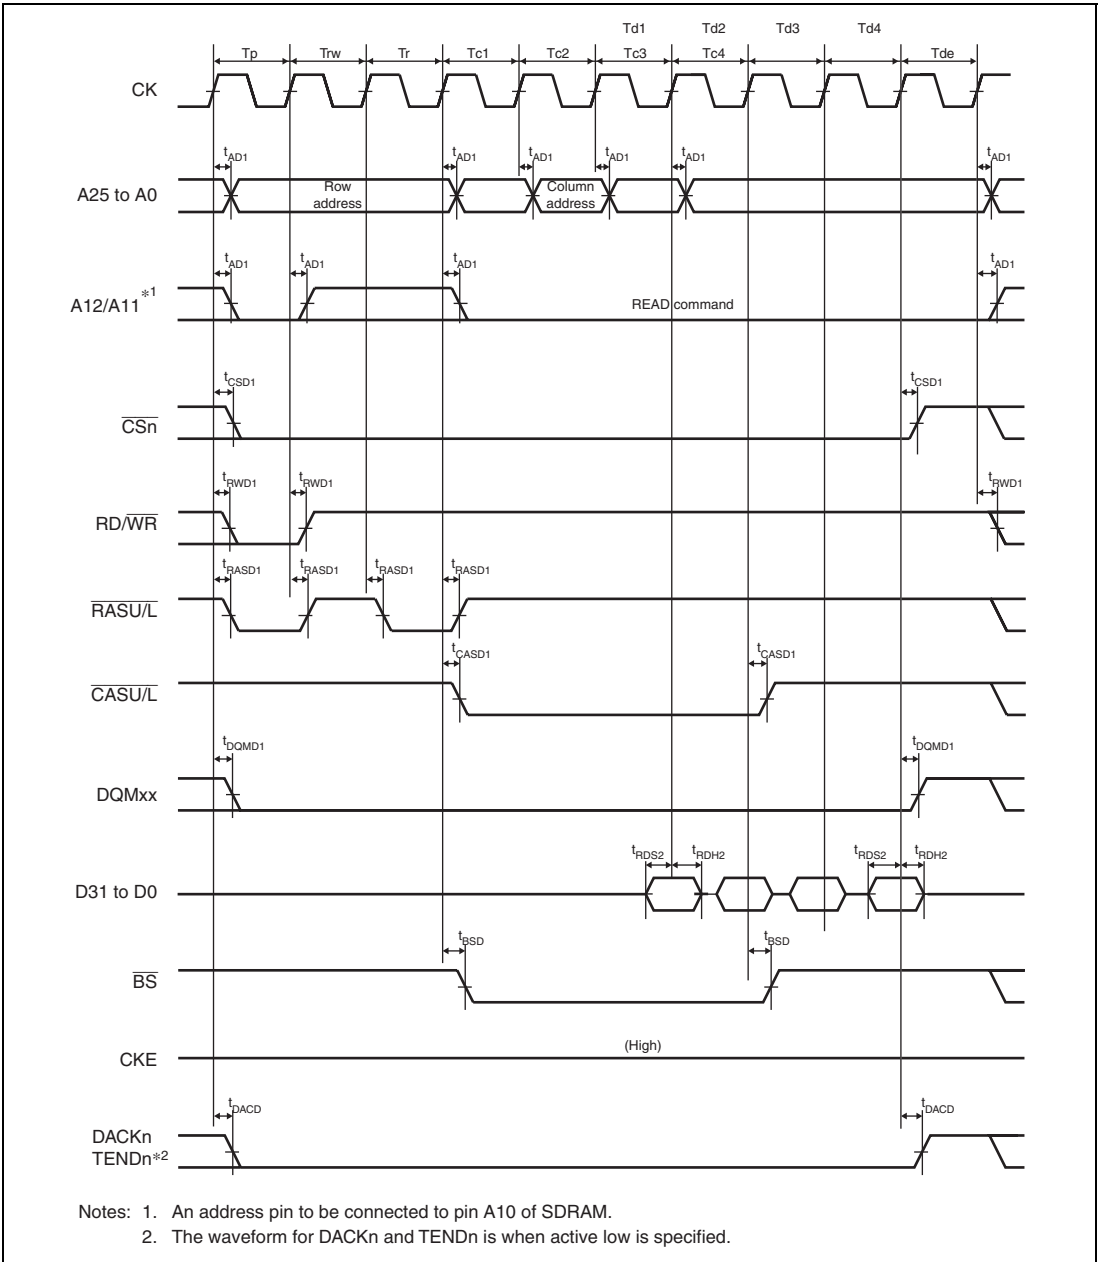 Td1 Td2 Td3 Td4
Tp Trw Tr Tc1 Tc2 Tc3 Tc4 Tde
CK
tAD1 tAD1 tAD1 tAD1 tAD1 tAD1
A25 to A0
Row address
Column address
tAD1 tAD1 tAD1 tAD1
A12/A11*1
READ command
tCSD1 tCSD1
CSn
tRWD1 tRWD1 tRWD1
RD/WR
tRASD1 tRASD1 tRASD1 tRASD1
RASU/L
tCASD1 tCASD1
CASU/L
tDQMD1 tDQMD1
DQMxx
tRDS2 tRDH2 tRDS2 tRDH2
D31 to D0
tBSD tBSD
BS
(High)
CKE
tDACD tDACD
DACKn
TENDn*2
Notes: 1. An address pin to be connected to pin A10 of SDRAM.
2. The waveform for DACKn and TENDn is when active low is specified.